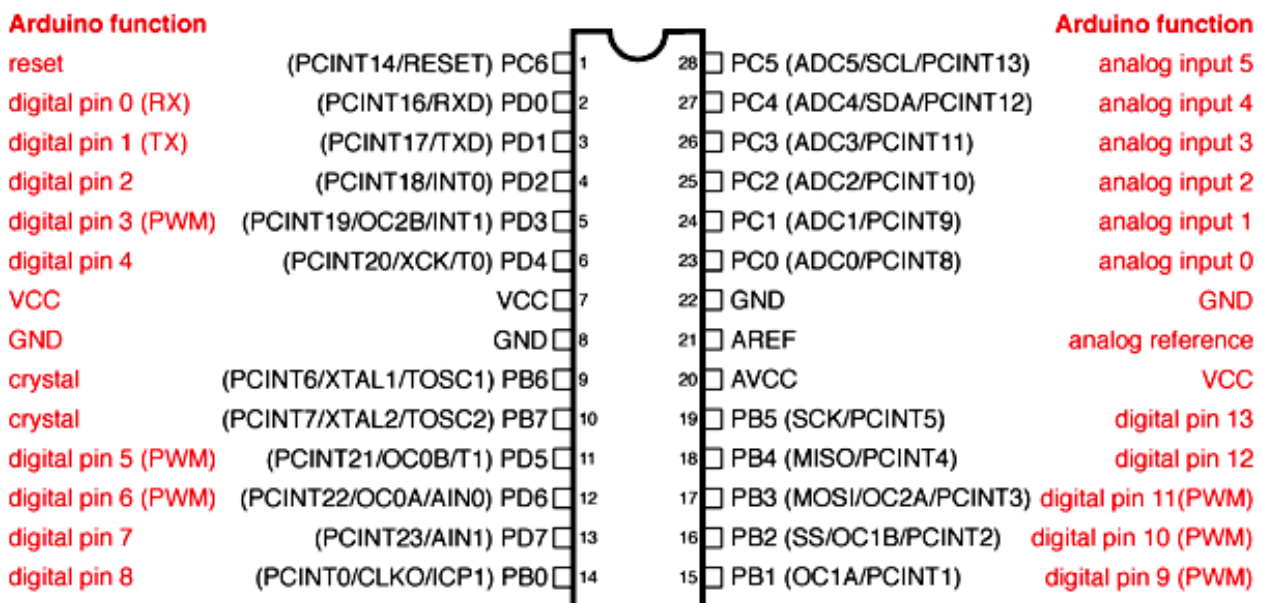 Arduino function Arduino function
reset (PCINT14/RESET) PC6 1 28 PC5 (ADC5/SCL/PCINT13) analog input 5
digital pin 0 (RX) (PCINT16/RXD) PD0 2 27 PC4 (ADC4/SDA/PCINT12) analog input 4
digital pin 1 (TX) (PCINT17/TXD) PD1 3 26 PC3 (ADC3/PCINT11) analog input 3
digital pin 2 (PCINT18/INT0) PD2 4 25 PC2 (ADC2/PCINT10) analog input 2
digital pin 3 (PWM) (PCINT19/OC2B/INT1) PD3 5 24 PC1 (ADC1/PCINT9) analog input 1
digital pin 4 (PCINT20/XCK/T0) PD4 6 23 PC0 (ADC0/PCINT8) analog input 0
VCC VCC 7 22 GND GND
GND GND 8 21 AREF analog reference
crystal (PCINT6/XTAL1/TOSC1) PB6 9 20 AVCC VCC
crystal (PCINT7/XTAL2/TOSC2) PB7 10 19 PB5 (SCK/PCINT5) digital pin 13
digital pin 5 (PWM) (PCINT21/OC0B/T1) PD5 11 18 PB4 (MISO/PCINT4) digital pin 12
digital pin 6 (PWM) (PCINT22/OC0A/AIN0) PD6 12 17 PB3 (MOSI/OC2A/PCINT3) digital pin 11(PWM)
digital pin 7 (PCINT23/AIN1) PD7 13 16 PB2 (SS/OC1B/PCINT2) digital pin 10 (PWM)
digital pin 8 (PCINT0/CLKO/ICP1) PB0 14 15 PB1 (OC1A/PCINT1) digital pin 9 (PWM)